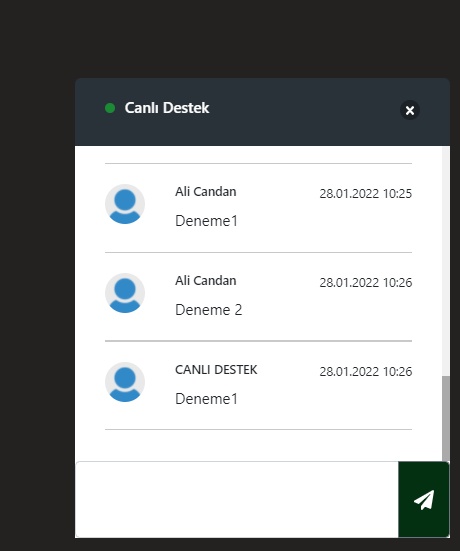 Canlı Destek
Ali Candan 28.01.2022 10:25
Deneme1
Ali Candan 28.01.2022 10:26
Deneme 2
CANLI DESTEK 28.01.2022 10:26
Deneme1